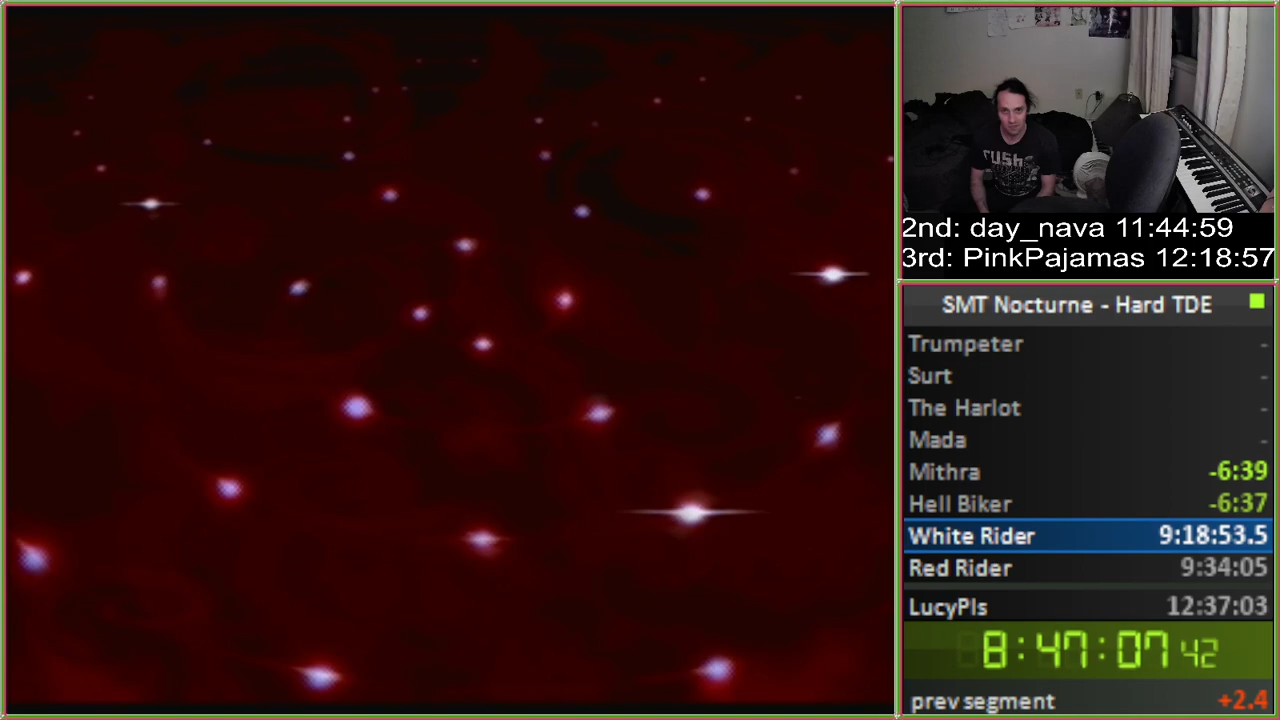 RUSH
2nd: day_nava 11:44:59
3rd: PinkPajamas 12:18:57
SMT Nocturne - Hard TDE
Trumpeter -
Surt -
The Harlot -
Mada -
Mithra -6:39
Hell Biker -6:37
White Rider 9:18:53.5
Red Rider 9:34:05
LucyPls 12:37:03
8:47:07 42
prev segment +2.4